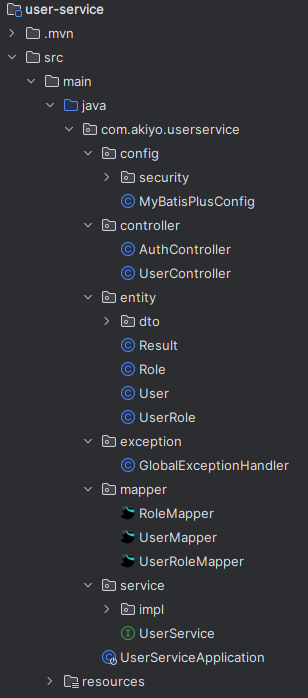 user-service
.mvn
src
main
java
com.akiyo.userservice
config
security
MyBatisPlusConfig
controller
AuthController
UserController
entity
dto
Result
Role
User
UserRole
exception
GlobalExceptionHandler
mapper
RoleMapper
UserMapper
UserRoleMapper
service
impl
UserService
UserServiceApplication
resources